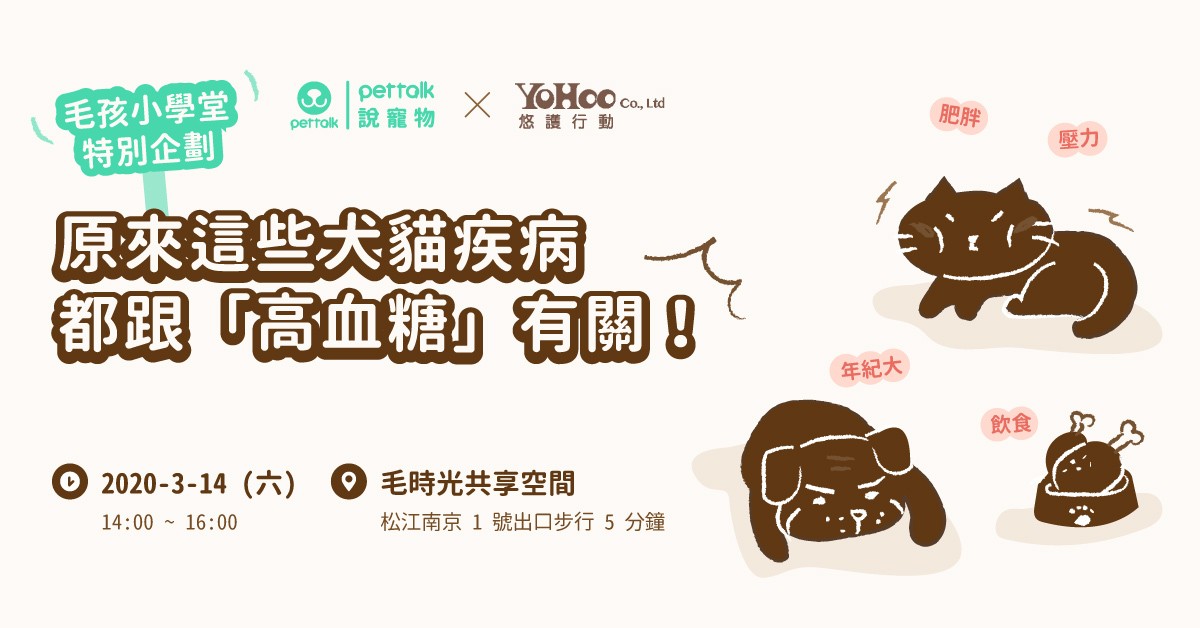 毛孩小學堂
特別企劃
pettalk
pettalk
說寵物
YoHoo Co., Ltd
悠護行動
原來這些犬貓疾病
都跟「高血糖」有關！
肥胖
壓力
年紀大
飲食
2020-3-14 (六)
14:00 ~ 16:00
毛時光共享空間
松江南京 1 號出口步行 5 分鐘